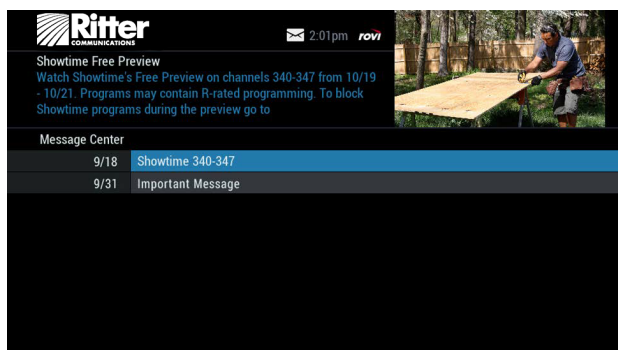 Ritter
COMMUNICATIONS
2:01pm rovi
Showtime Free Preview
Watch Showtime's Free Preview on channels 340-347 from 10/19
- 10/21. Programs may contain R-rated programming. To block
Showtime programs during the preview go to
Message Center
9/18 Showtime 340-347
9/31 Important Message